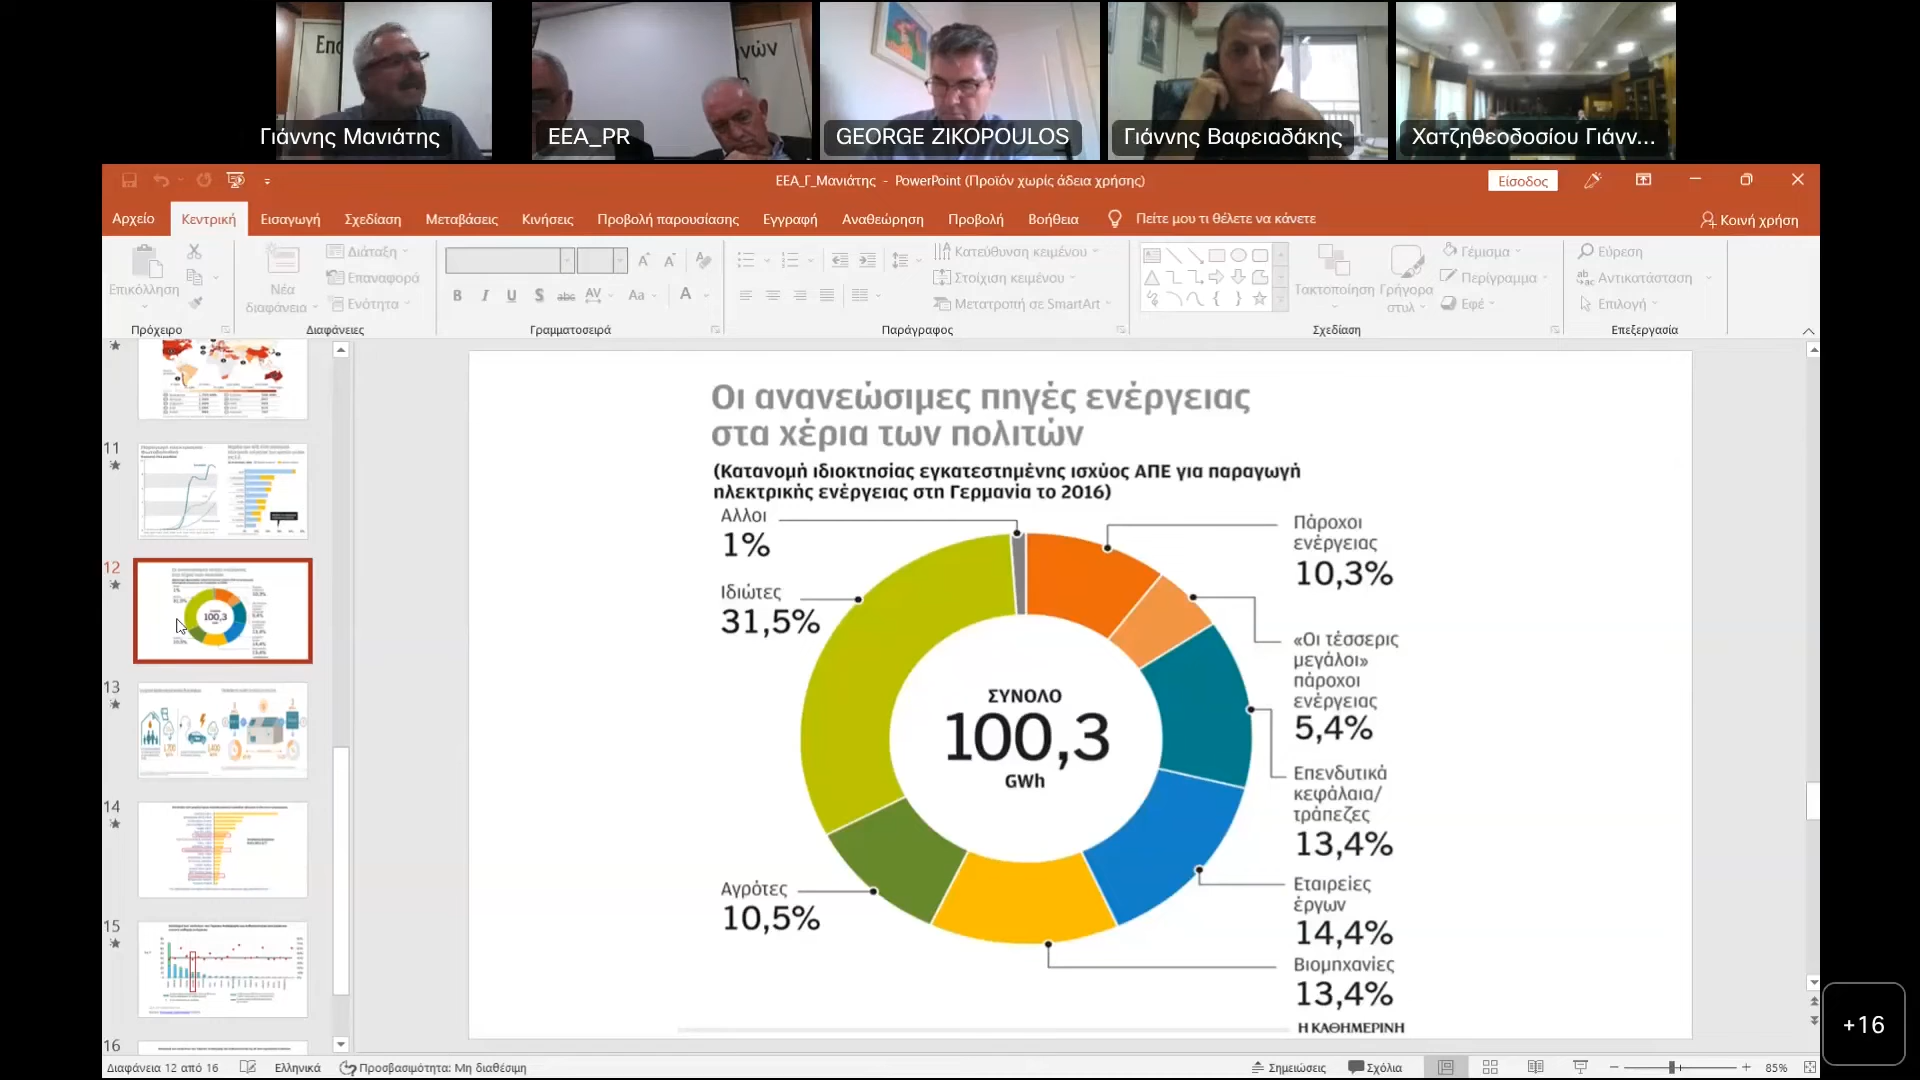 Γιάννης Μανιάτης
EEA_PR
GEORGE ZIKOPOULOS
Γιάννης Βαφειαδάκης
Χατζηθεοδοσίου Γιάνν...
ΕΕΑ_Γ_Μανιάτης - PowerPoint (Προϊόν χωρίς άδεια χρήσης)
Είσοδος
Αρχείο
Κεντρική
Εισαγωγή
Σχεδίαση
Μεταβάσεις
Κινήσεις
Προβολή παρουσίασης
Εγγραφή
Αναθεώρηση
Προβολή
Βοήθεια
Πείτε μου τι θέλετε να κάνετε
Κοινή χρήση
Επικόλληση
Πρόχειρο
Νέα
διαφάνεια
Διάταξη
Επαναφορά
Ενότητα
Διαφάνειες
Γραμματοσειρά
Κατεύθυνση κειμένου
Στοίχιση κειμένου
Μετατροπή σε SmartArt
Παράγραφος
Τακτοποίηση
Γρήγορα
στυλ
Γέμισμα
Περίγραμμα
Εφέ
Σχεδίαση
Εύρεση
Αντικατάσταση
Επιλογή
Επεξεργασία
11
12
13
14
15
16
Οι ανανεώσιμες πηγές ενέργειας
στα χέρια των πολιτών
(Κατανομή ιδιοκτησίας εγκατεστημένης ισχύος ΑΠΕ για παραγωγή
ηλεκτρικής ενέργειας στη Γερμανία το 2016)
Αλλοι
1%
Ιδιώτες
31,5%
Αγρότες
10,5%
ΣΥΝΟΛΟ
100,3
GWh
Πάροχοι
ενέργειας
10,3%
«Οι τέσσερις
μεγάλοι»
πάροχοι
ενέργειας
5,4%
Επενδυτικά
κεφάλαια/
τράπεζες
13,4%
Εταιρείες
έργων
14,4%
Βιομηχανίες
13,4%
Η ΚΑΘΗΜΕΡΙΝΗ
+16
Διαφάνεια 12 από 16
Ελληνικά
Προσβασιμότητα: Μη διαθέσιμη
Σημειώσεις
Σχόλια
85%